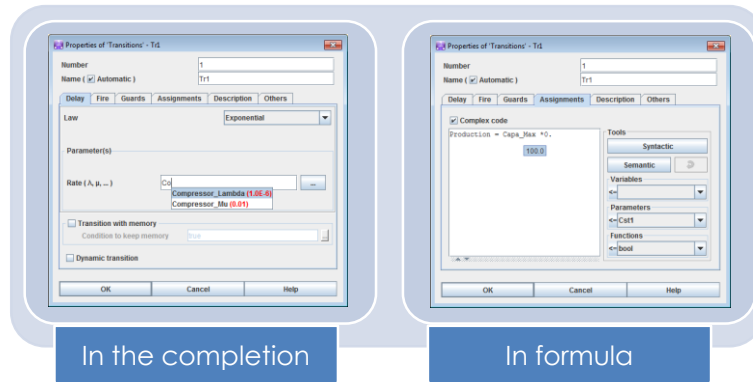 Properties of 'Transitions' - Tr1
Number 1
Name ( Automatic ) Tr1
Delay Fire Guards Assignments Description Others
Law Exponential
Parameter(s)
Rate ( λ, µ, ... ) Co ...
Compressor_Lambda (1.0E-6)
Compressor_Mu (0.01)
Transition with memory
Condition to keep memory true
Dynamic transition
OK Cancel Help
In the completion
Properties of 'Transitions' - Tr1
Number 1
Name ( Automatic ) Tr1
Delay Fire Guards Assignments Description Others
Complex code
Production = Capa_Max *0.
100.0
Tools
Syntactic
Semantic
Variables
<=
Parameters
<= Cst1
Functions
<= bool
OK Cancel Help
In formula